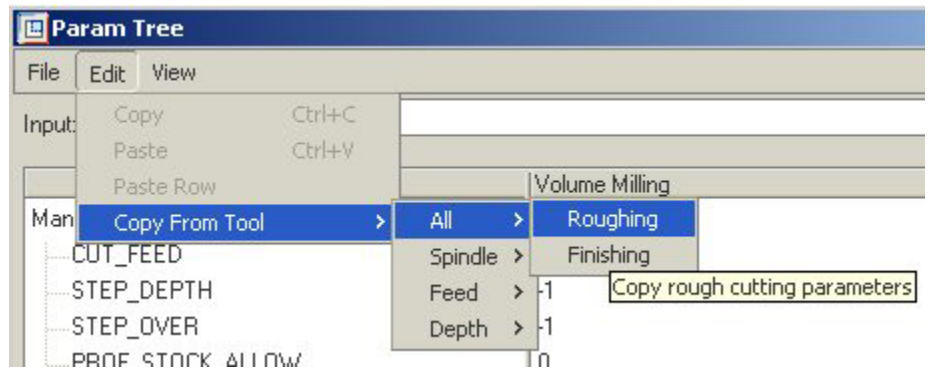 Param Tree
File Edit View
Input:
Copy Ctrl+C
Paste Ctrl+V
Paste Row
Volume Milling
Man Copy From Tool > All > Roughing
CUT_FEED Spindle > Finishing
STEP_DEPTH Feed > -1 Copy rough cutting parameters
STEP_OVER Depth > -1
PROF_STOCK_ALLOW 0